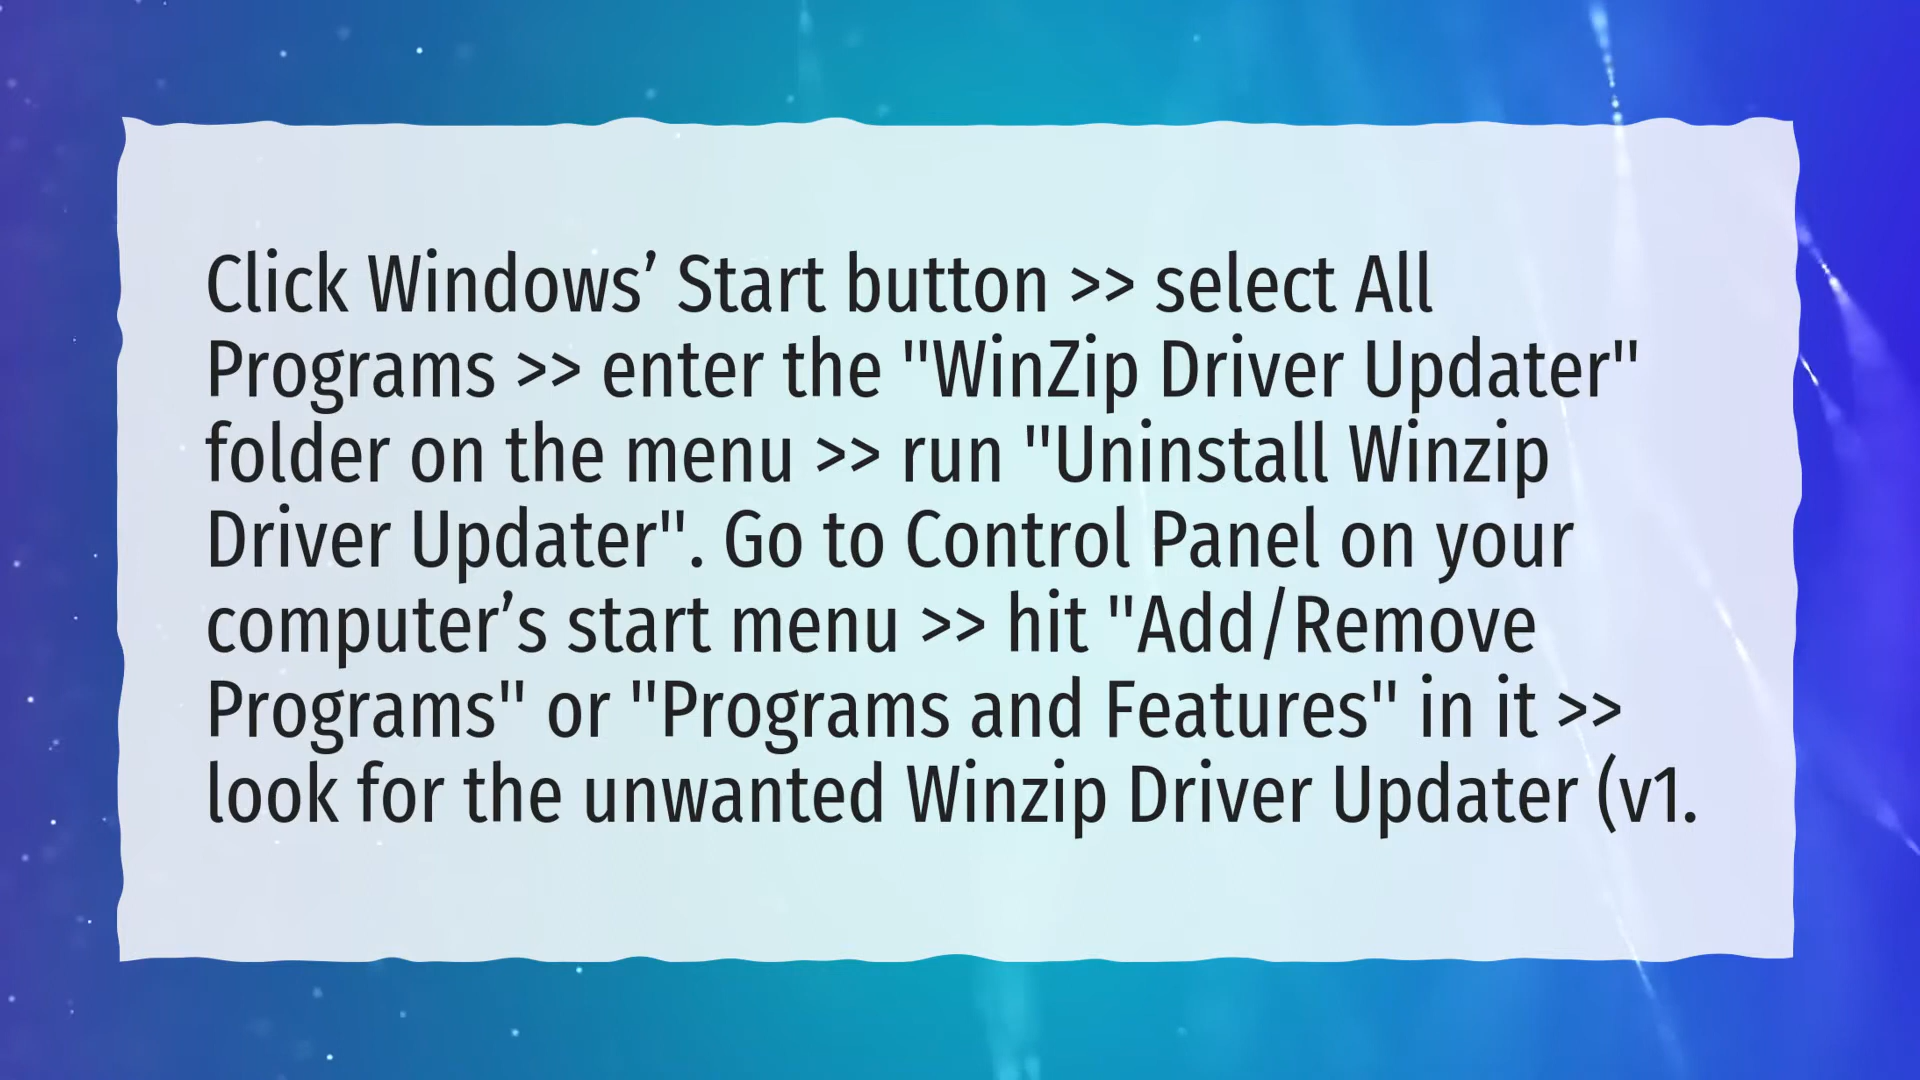 Click Windows’ Start button >> select All
Programs >> enter the "WinZip Driver Updater"
folder on the menu >> run "Uninstall Winzip
Driver Updater". Go to Control Panel on your
computer’s start menu >> hit "Add/Remove
Programs" or "Programs and Features" in it >>
look for the unwanted Winzip Driver Updater (v1.